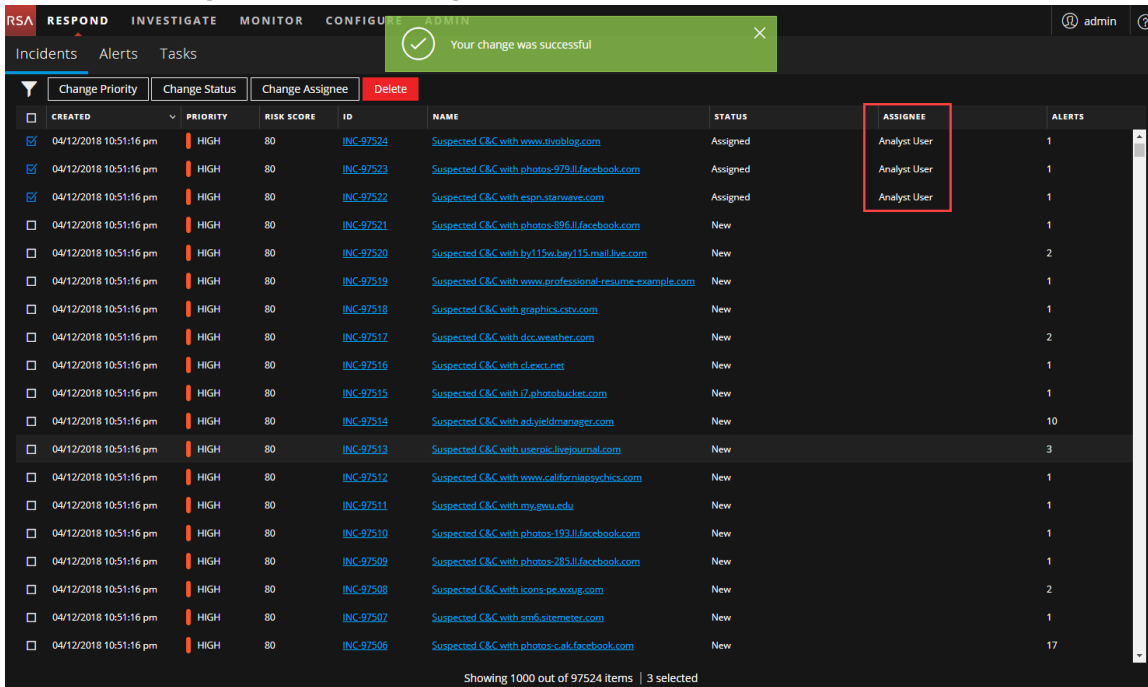 RSA RESPOND INVESTIGATE MONITOR CONFIGURE ADMIN admin
Your change was successful
Incidents Alerts Tasks
Change Priority Change Status Change Assignee Delete
CREATED PRIORITY RISK SCORE ID NAME STATUS ASSIGNEE ALERTS
04/12/2018 10:51:16 pm HIGH 80 INC-97524 Suspected C&C with www.tivoblog.com Assigned Analyst User 1
04/12/2018 10:51:16 pm HIGH 80 INC-97523 Suspected C&C with photos-979.ll.facebook.com Assigned Analyst User 1
04/12/2018 10:51:16 pm HIGH 80 INC-97522 Suspected C&C with espn.starwave.com Assigned Analyst User 1
04/12/2018 10:51:16 pm HIGH 80 INC-97521 Suspected C&C with photos-896.ll.facebook.com New 1
04/12/2018 10:51:16 pm HIGH 80 INC-97520 Suspected C&C with by115w.bay115.mail.live.com New 2
04/12/2018 10:51:16 pm HIGH 80 INC-97519 Suspected C&C with www.professional-resume-example.com New 1
04/12/2018 10:51:16 pm HIGH 80 INC-97518 Suspected C&C with graphics.cstv.com New 1
04/12/2018 10:51:16 pm HIGH 80 INC-97517 Suspected C&C with dcc.weather.com New 2
04/12/2018 10:51:16 pm HIGH 80 INC-97516 Suspected C&C with cl.exct.net New 1
04/12/2018 10:51:16 pm HIGH 80 INC-97515 Suspected C&C with i7.photobucket.com New 1
04/12/2018 10:51:16 pm HIGH 80 INC-97514 Suspected C&C with ad.yieldmanager.com New 10
04/12/2018 10:51:16 pm HIGH 80 INC-97513 Suspected C&C with userpic.livejournal.com New 3
04/12/2018 10:51:16 pm HIGH 80 INC-97512 Suspected C&C with www.californiapsychics.com New 1
04/12/2018 10:51:16 pm HIGH 80 INC-97511 Suspected C&C with my.gwu.edu New 1
04/12/2018 10:51:16 pm HIGH 80 INC-97510 Suspected C&C with photos-193.ll.facebook.com New 1
04/12/2018 10:51:16 pm HIGH 80 INC-97509 Suspected C&C with photos-285.ll.facebook.com New 1
04/12/2018 10:51:16 pm HIGH 80 INC-97508 Suspected C&C with icons-pe.wxug.com New 2
04/12/2018 10:51:16 pm HIGH 80 INC-97507 Suspected C&C with sm6.sitemeter.com New 1
04/12/2018 10:51:16 pm HIGH 80 INC-97506 Suspected C&C with photos-c.ak.facebook.com New 17
Showing 1000 out of 97524 items | 3 selected